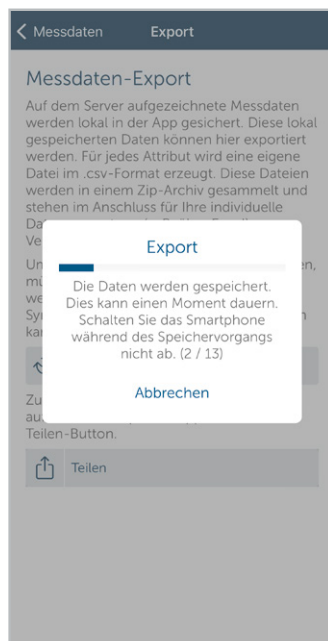 Messdaten
Export
Messdaten-Export
Auf dem Server aufgezeichnete Messdaten
werden lokal in der App gesichert. Diese lokal
gespeicherten Daten können hier exportiert
werden. Für jedes Attribut wird eine eigene
Datei im .csv-Format erzeugt. Diese Dateien
werden in einem Zip-Archiv gesammelt und
stehen im Anschluss für Ihre individuelle
Export
Die Daten werden gespeichert.
Dies kann einen Moment dauern.
Schalten Sie das Smartphone
während des Speichervorgangs
nicht ab. (2 / 13)
Abbrechen
Teilen-Button.
Teilen